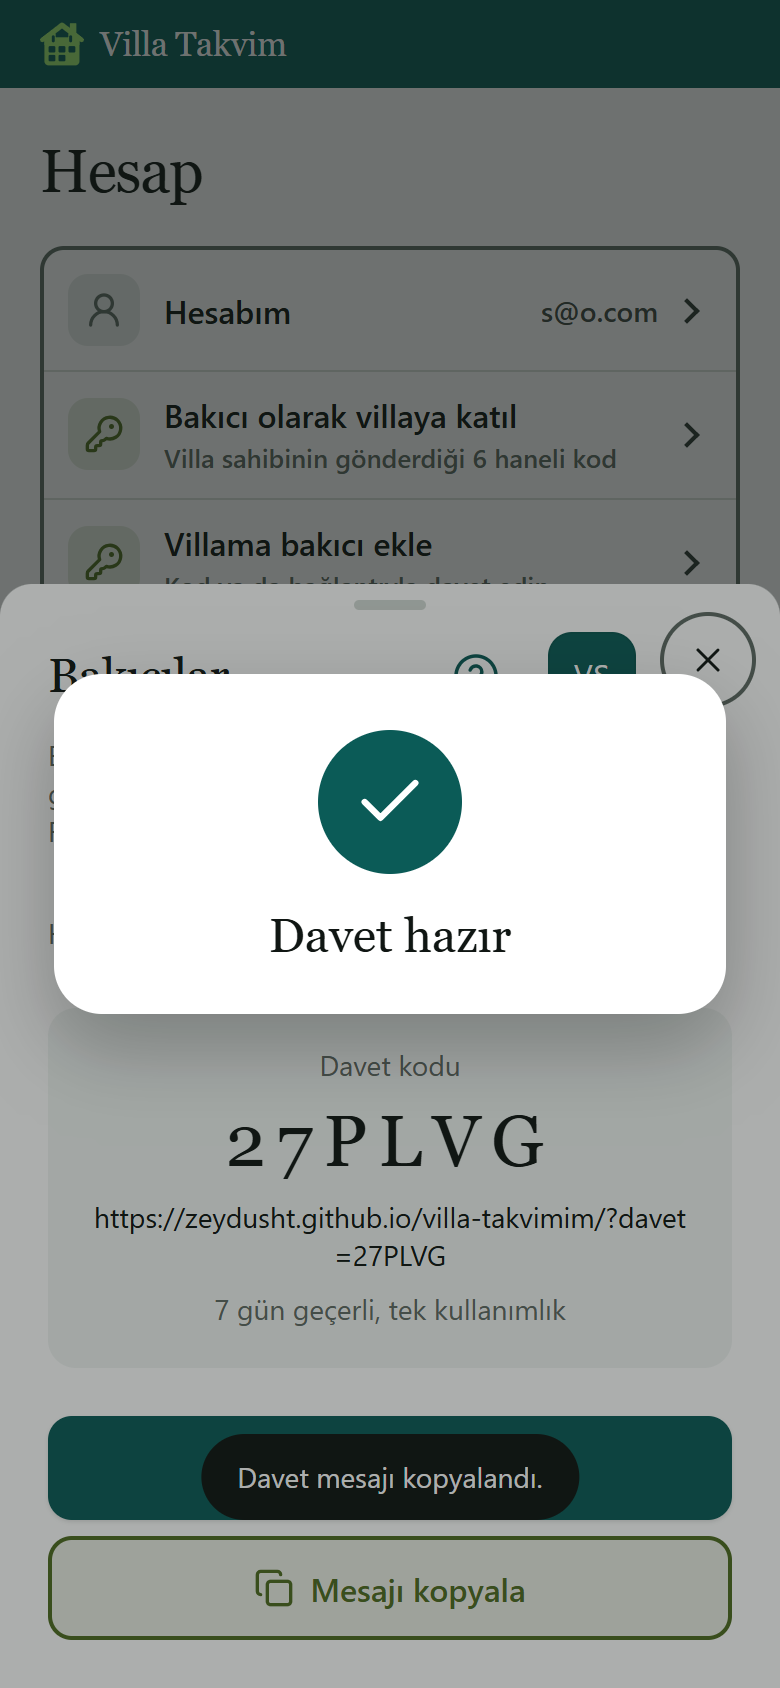 Villa Takvim
Hesap
Hesabım
s@o.com
Bakıcı olarak villaya katıl
Villa sahibinin gönderdiği 6 haneli kod
Villama bakıcı ekle
Davet hazır
Davet kodu
27PLVG
https://zeydusht.github.io/villa-takvimim/?davet
=27PLVG
7 gün geçerli, tek kullanımlık
Davet mesajı kopyalandı.
Mesajı kopyala